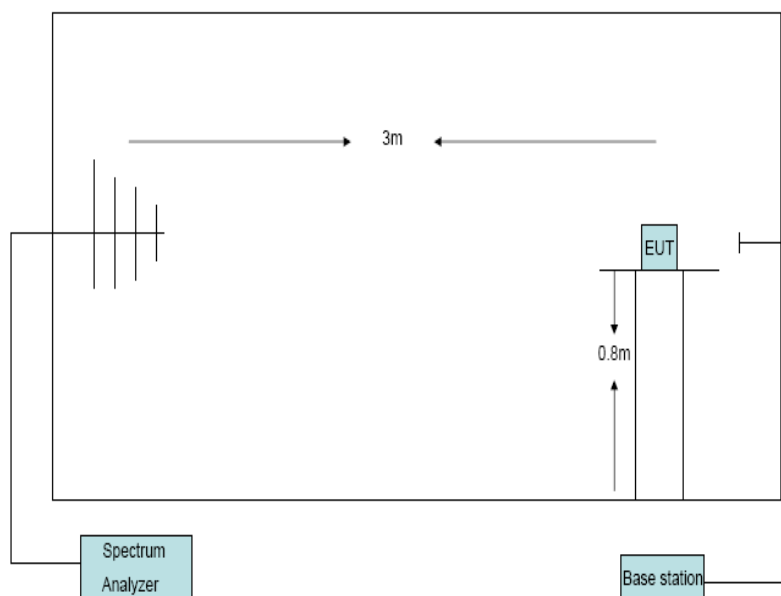 3m
EUT
0.8m
Spectrum
Analyzer
Base station